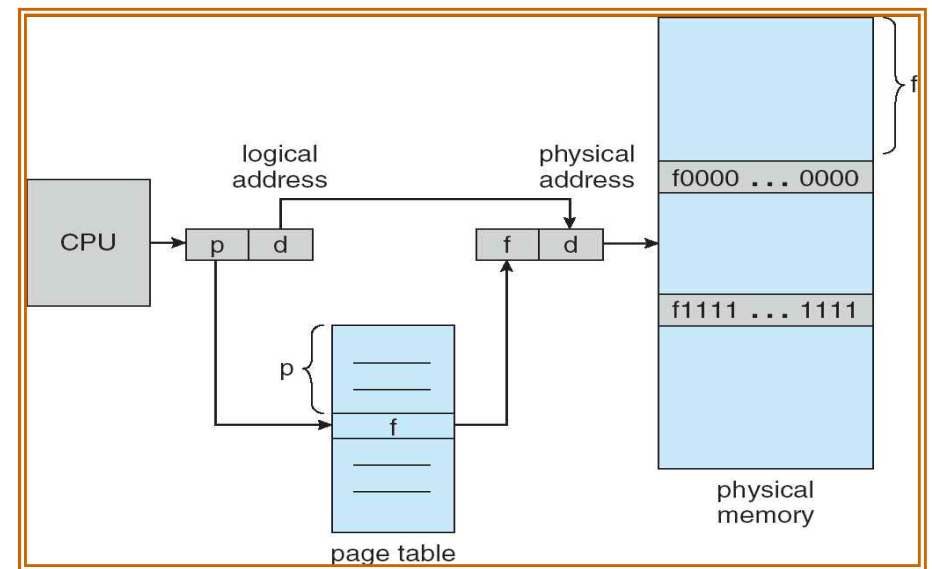 f
logical
address
physical
address
f0000 ... 0000
CPU
p d
f d
f1111 ... 1111
p
f
physical
memory
page table